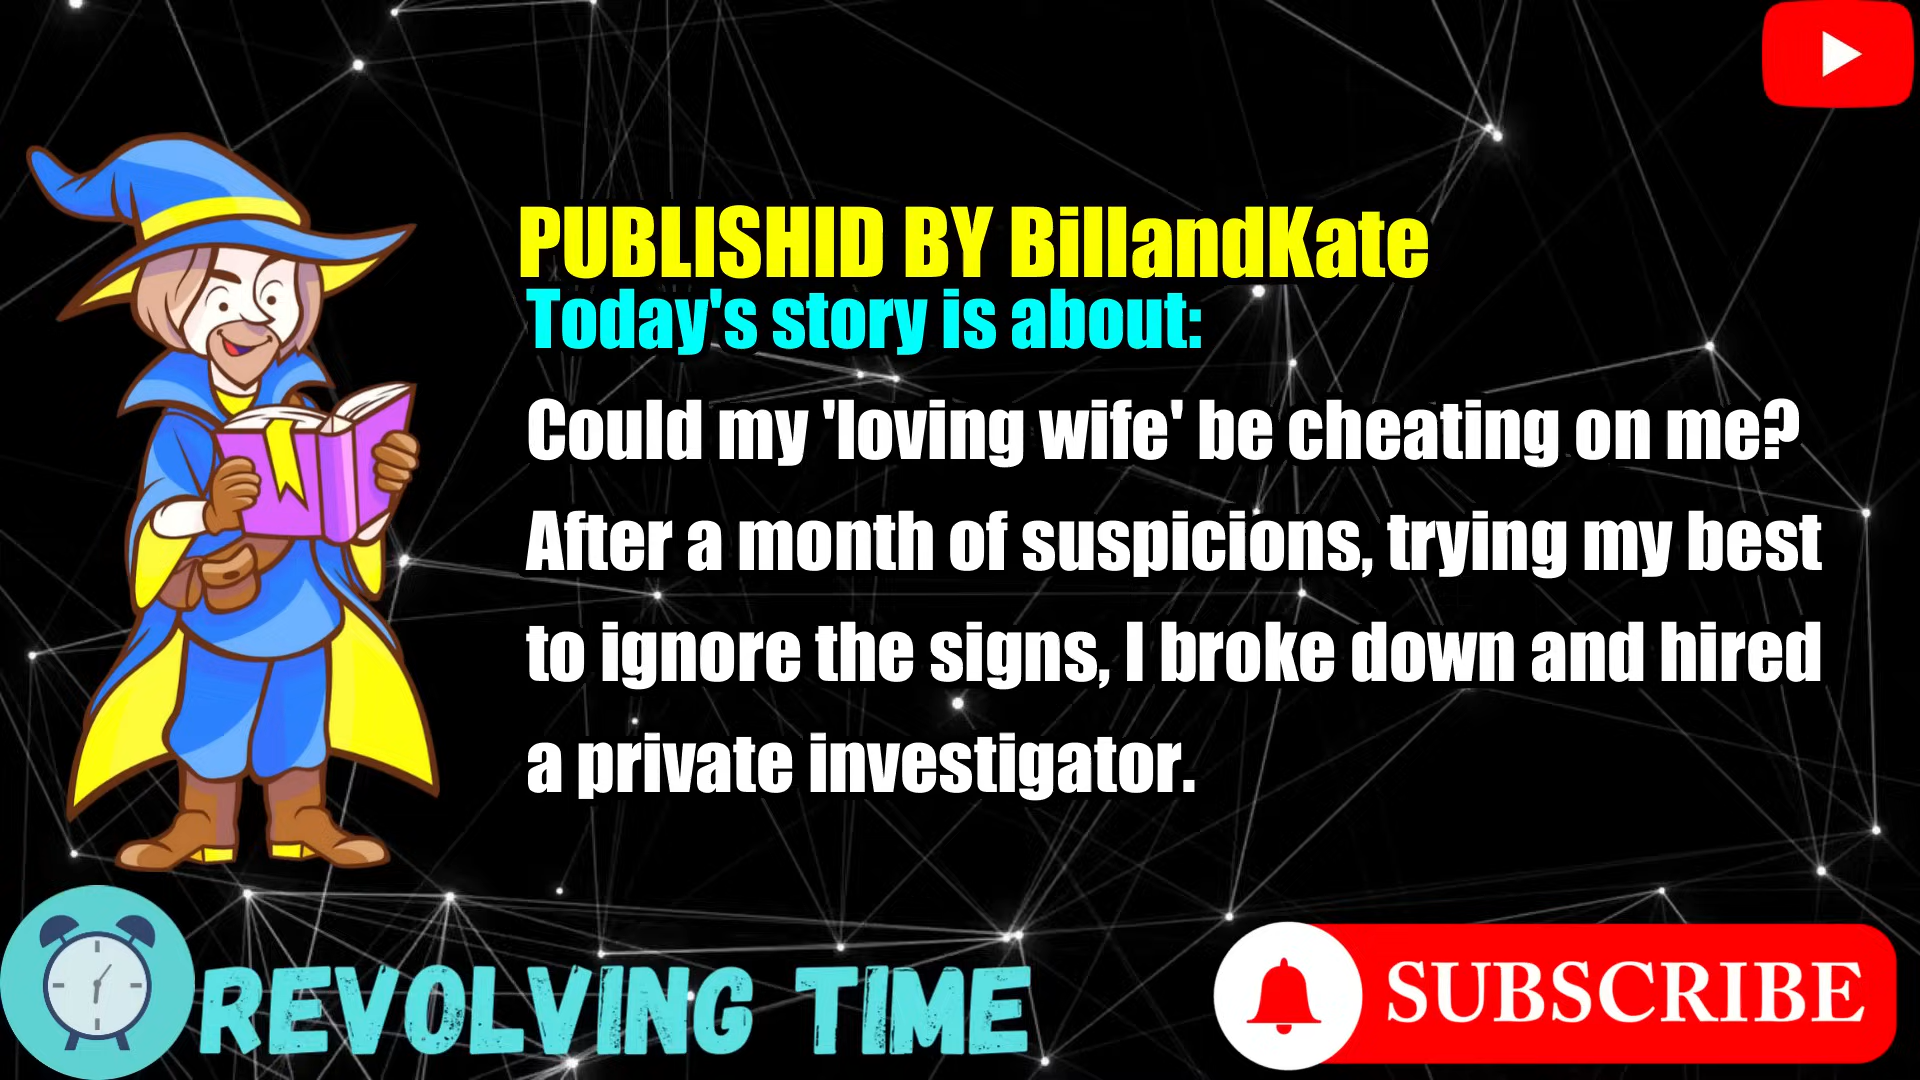 PUBLISHID BY BillandKate
Today's story is about:
Could my 'loving wife' be cheating on me?
After a month of suspicions, trying my best
to ignore the signs, I broke down and hired
a private investigator.
REVOLVING TIME
SUBSCRIBE